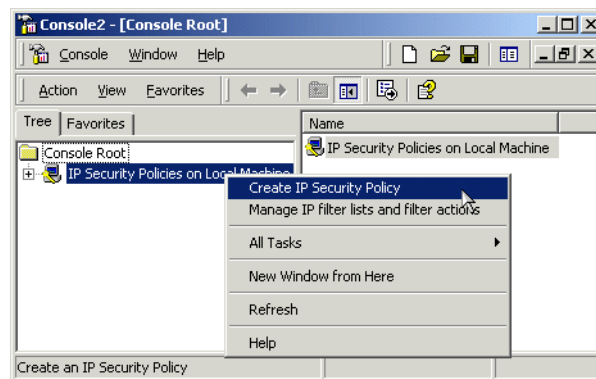 Console2 - [Console Root]
Console Window Help
Action View Favorites
Tree Favorites
Name
Console Root
IP Security Policies on Local Machine
IP Security Policies on Local Machine
Create IP Security Policy
Manage IP filter lists and filter actions
All Tasks
New Window from Here
Refresh
Help
Create an IP Security Policy